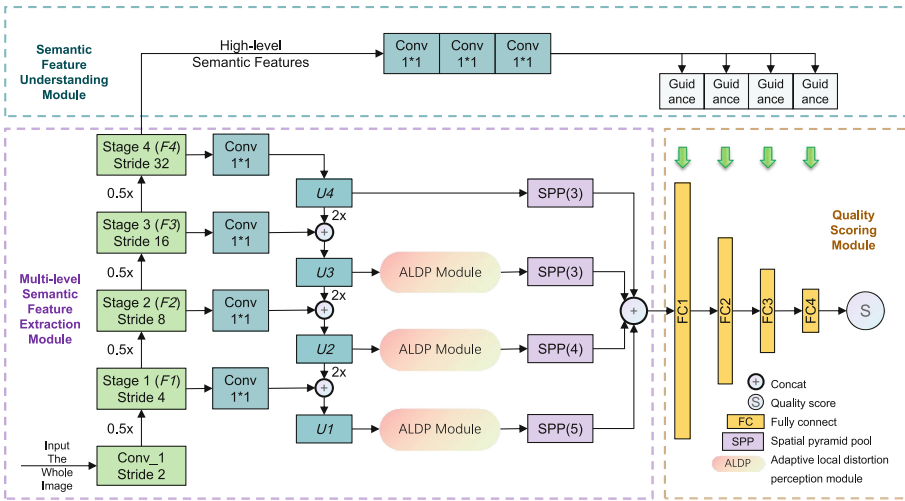 Semantic
Feature
Understanding
Module
High-level
Semantic Features
Conv
1*1
Conv
1*1
Conv
1*1
Guid
ance
Guid
ance
Guid
ance
Guid
ance
Multi-level
Semantic
Feature
Extraction
Module
Stage 4 (F4)
Stride 32
Conv
1*1
0.5x
U4
2x
+
SPP(3)
Stage 3 (F3)
Stride 16
Conv
1*1
0.5x
U3
2x
+
ALDP Module
SPP(3)
Stage 2 (F2)
Stride 8
Conv
1*1
0.5x
U2
2x
+
ALDP Module
SPP(4)
Stage 1 (F1)
Stride 4
Conv
1*1
0.5x
U1
ALDP Module
SPP(5)
+
Input
The
Whole
Image
Conv_1
Stride 2
Quality
Scoring
Module
FC1
FC2
FC3
FC4
S
+ Concat
S Quality score
FC Fully connect
SPP Spatial pyramid pool
ALDP Adaptive local distortion
perception module